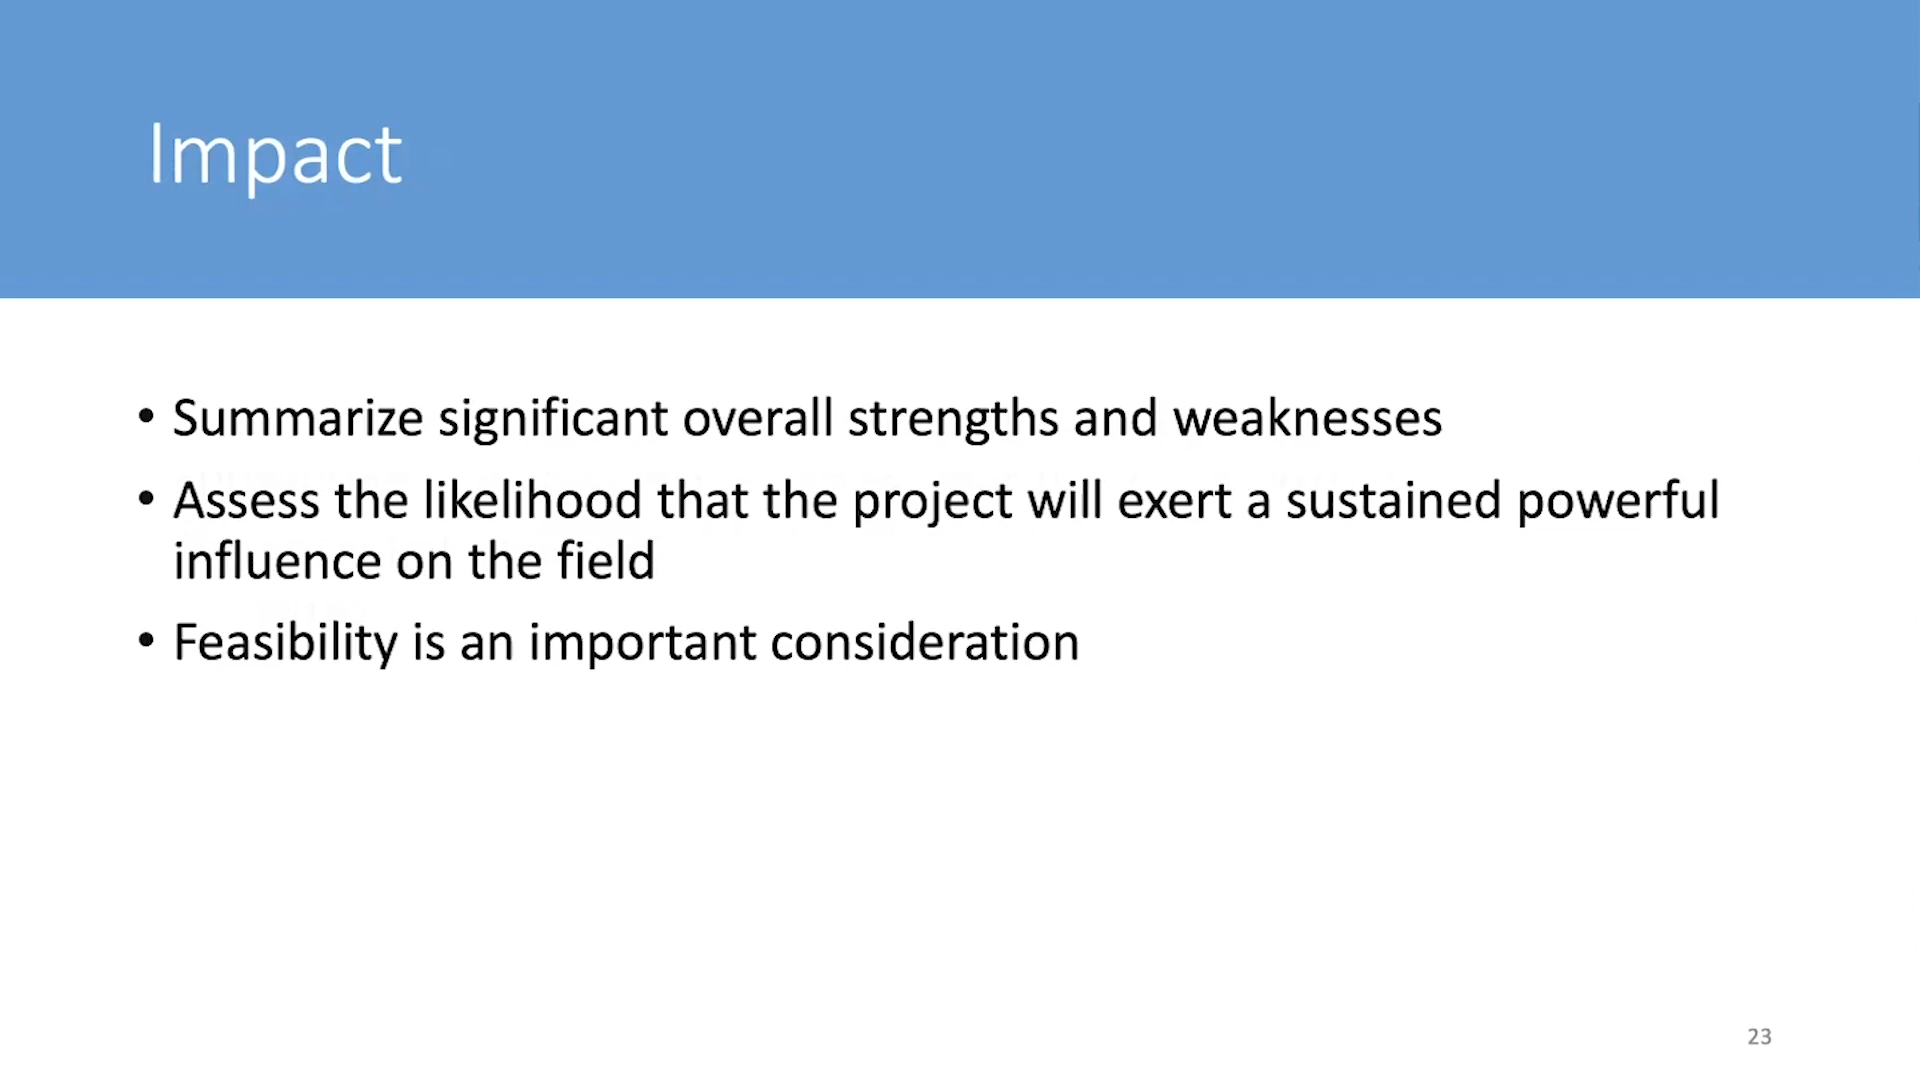 Impact
• Summarize significant overall strengths and weaknesses
• Assess the likelihood that the project will exert a sustained powerful
influence on the field
• Feasibility is an important consideration
23